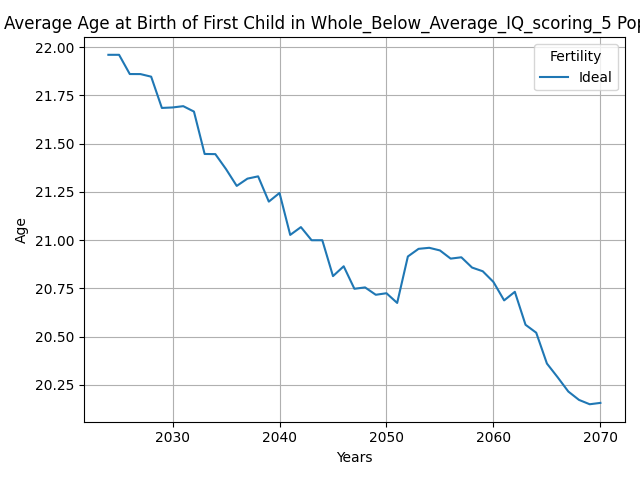 Average Age at Birth of First Child in Whole_Below_Average_IQ_scoring_5 Pop
Fertility
Ideal
22.00
21.75
21.50
21.25
21.00
20.75
20.50
20.25
Age
2030 2040 2050 2060 2070
Years